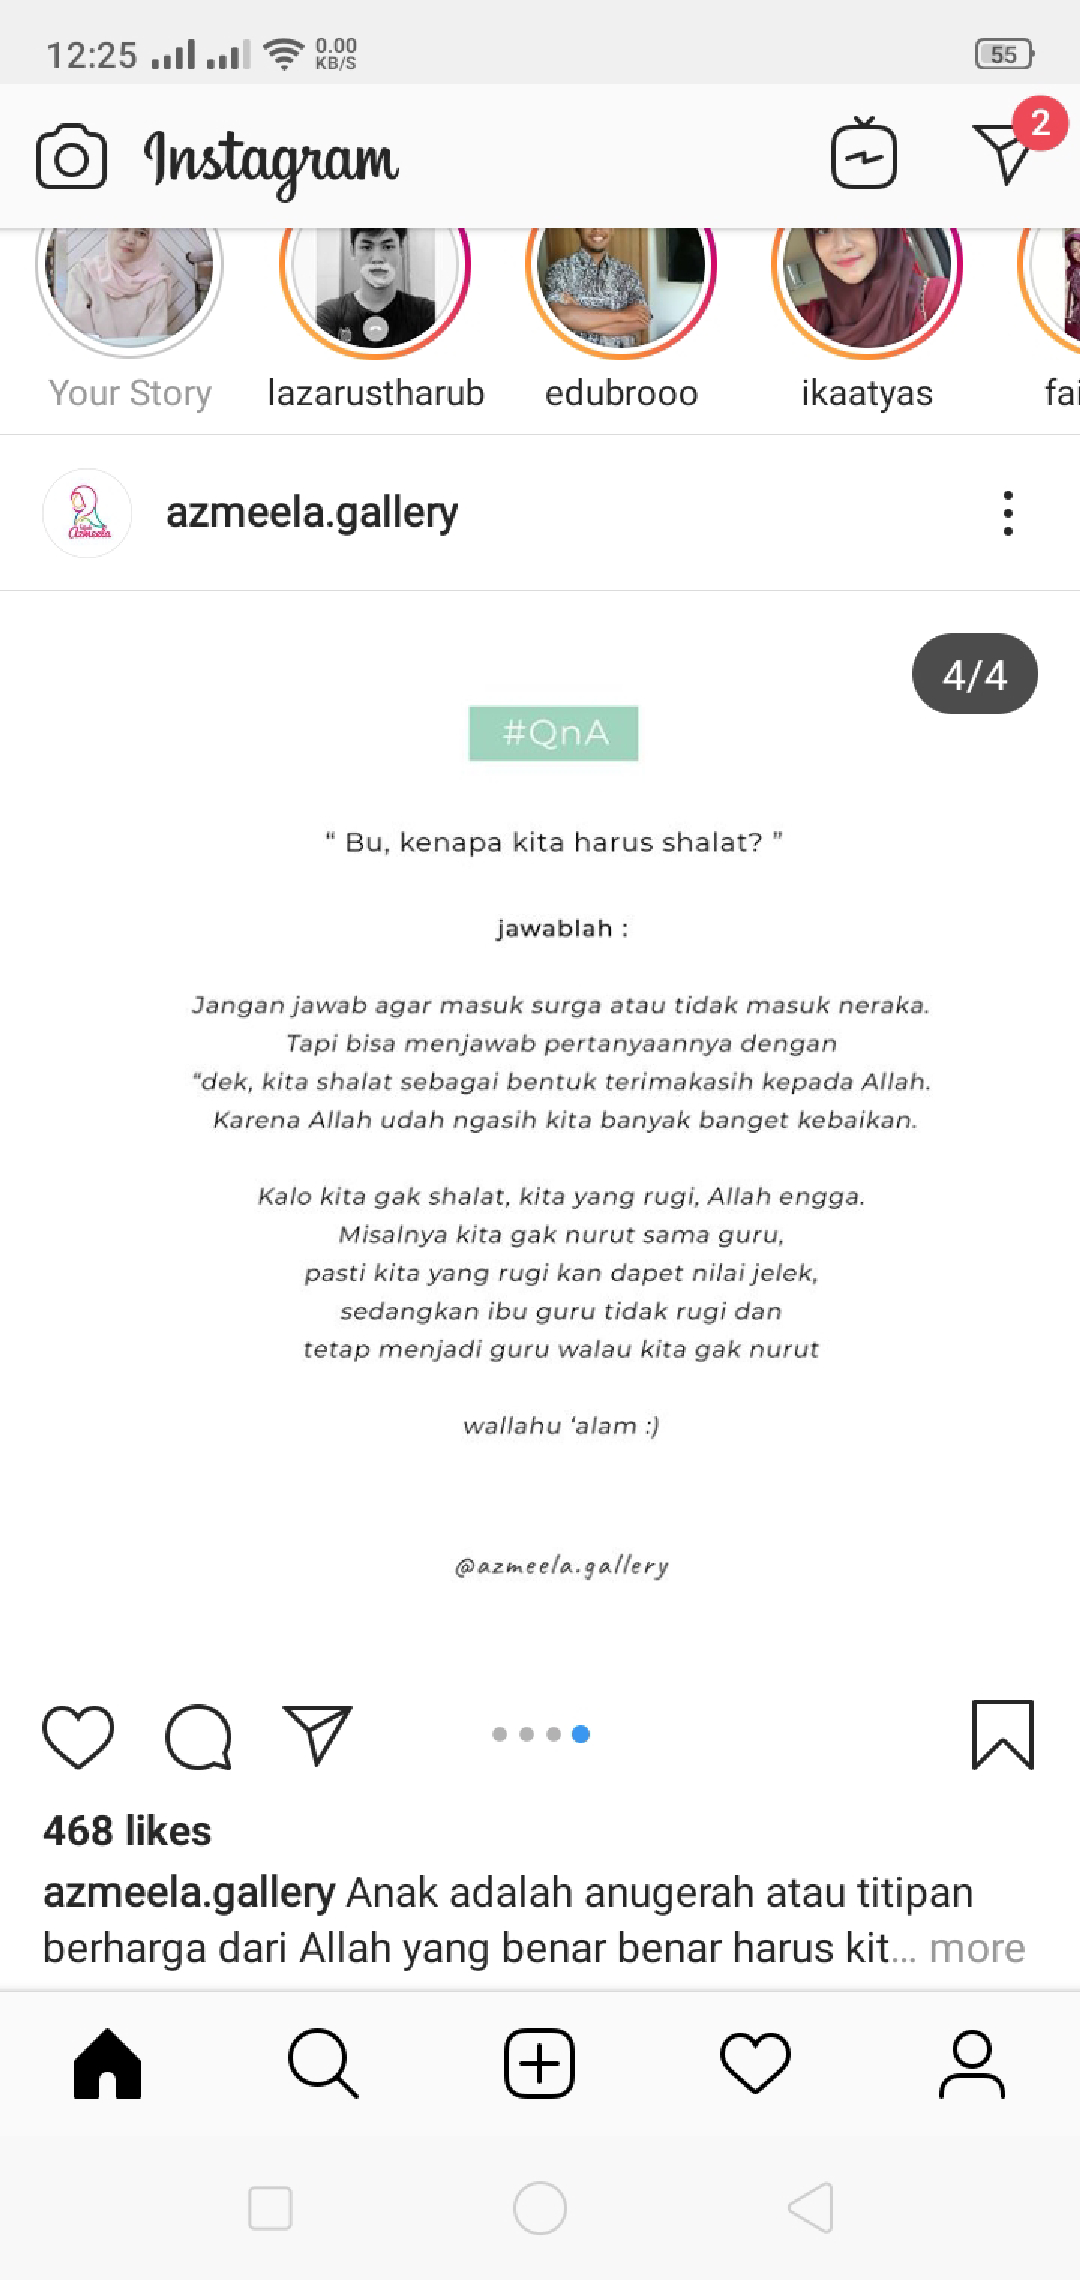 12:25
0.00
KB/S
55
Instagram
2
Your Story
lazarustharub
edubrooo
ikaatyas
fai
azmeela.gallery
Azmeela
4/4
#QnA
“ Bu, kenapa kita harus shalat? ”
jawablah :
Jangan jawab agar masuk surga atau tidak masuk neraka.
Tapi bisa menjawab pertanyaannya dengan
“dek, kita shalat sebagai bentuk terimakasih kepada Allah.
Karena Allah udah ngasih kita banyak banget kebaikan.
Kalo kita gak shalat, kita yang rugi, Allah engga.
Misalnya kita gak nurut sama guru,
pasti kita yang rugi kan dapet nilai jelek,
sedangkan ibu guru tidak rugi dan
tetap menjadi guru walau kita gak nurut
wallahu ‘alam :)
@azmeela.gallery
468 likes
azmeela.gallery Anak adalah anugerah atau titipan
berharga dari Allah yang benar benar harus kit... more